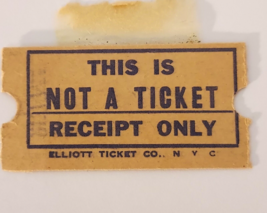 THIS IS
NOT A TICKET
RECEIPT ONLY
ELLIOTT TICKET CO., N Y C